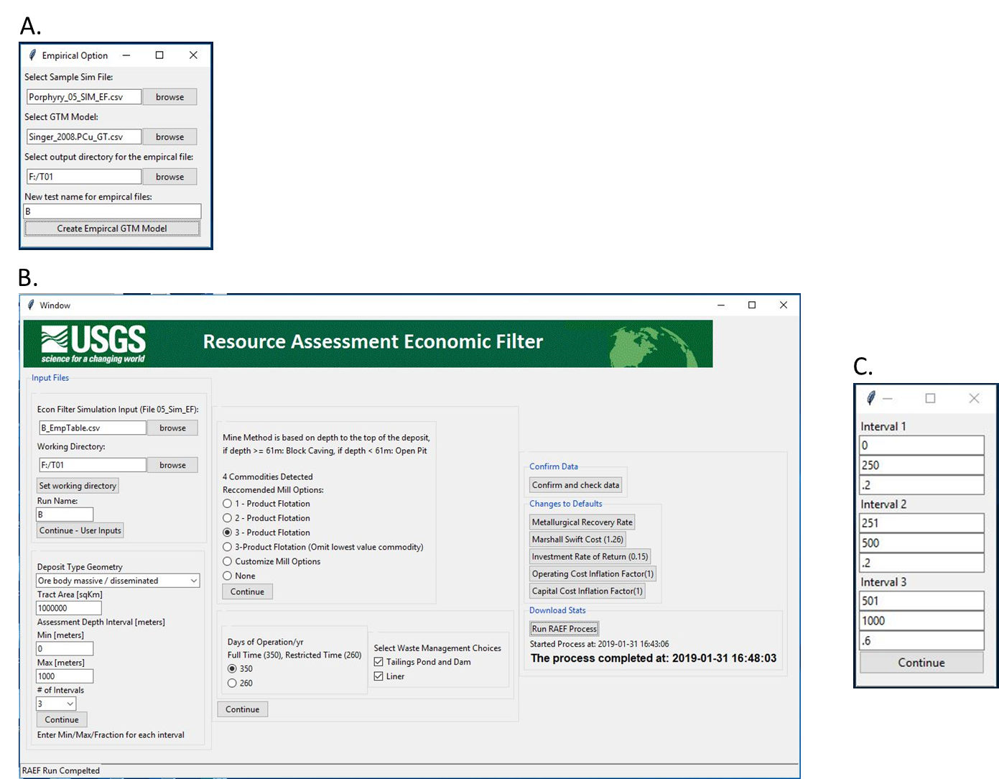 A.
Empirical Option
Select Sample Sim File:
Porphyry_05_SIM_EF.csv browse
Select GTM Model:
Singer_2008.PCu_GT.csv browse
Select output directory for the empircal file:
F:/T01 browse
New test name for empircal files:
B
Create Empircal GTM Model
B.
Window
USGS
science for a changing world
Resource Assessment Economic Filter
Input Files
Econ Filter Simulation Input (File 05_Sim_EF):
B_EmpTable.csv browse
Working Directory:
F:/T01 browse
Set working directory
Run Name:
B
Continue - User Inputs
Deposit Type Geometry
Ore body massive / disseminated
Tract Area [sqKm]
1000000
Assessment Depth Interval [meters]
Min [meters]
0
Max [meters]
1000
# of Intervals
3
Continue
Enter Min/Max/Fraction for each interval
Mine Method is based on depth to the top of the deposit,
if depth >= 61m: Block Caving, if depth < 61m: Open Pit
4 Commodities Detected
Reccomended Mill Options:
1 - Product Flotation
2 - Product Flotation
3 - Product Flotation
3-Product Flotation (Omit lowest value commodity)
Customize Mill Options
None
Continue
Days of Operation/yr
Full Time (350), Restricted Time (260)
350
260
Select Waste Management Choices
Tailings Pond and Dam
Liner
Continue
Confirm Data
Confirm and check data
Changes to Defaults
Metallurgical Recovery Rate
Marshall Swift Cost (1.26)
Investment Rate of Return (0.15)
Operating Cost Inflation Factor(1)
Capital Cost Inflation Factor(1)
Download Stats
Run RAEF Process
Started Process at: 2019-01-31 16:43:06
The process completed at: 2019-01-31 16:48:03
RAEF Run Compelted
C.
Interval 1
0
250
.2
Interval 2
251
500
.2
Interval 3
501
1000
.6
Continue